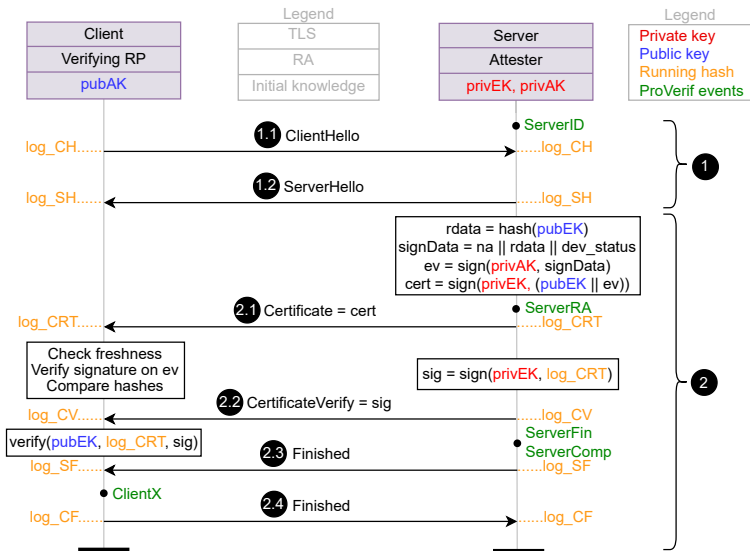 Legend
Legend
Client
TLS
Server
Private key
Verifying RP
RA
Attester
Public key
pubAK
Initial knowledge
privEK, privAK
Running hash
ProVerif events
ServerID
1.1 ClientHello
log_CH
log_CH
1
1.2 ServerHello
log_SH
log_SH
rdata = hash(pubEK)
signData = na || rdata || dev_status
ev = sign(privAK, signData)
cert = sign(privEK, (pubEK || ev))
2.1 Certificate = cert
ServerRA
log_CRT
log_CRT
Check freshness
Verify signature on ev
Compare hashes
sig = sign(privEK, log_CRT)
2
2.2 CertificateVerify = sig
log_CV
log_CV
verify(pubEK, log_CRT, sig)
ServerFin
ServerComp
2.3 Finished
log_SF
log_SF
ClientX
2.4 Finished
log_CF
log_CF